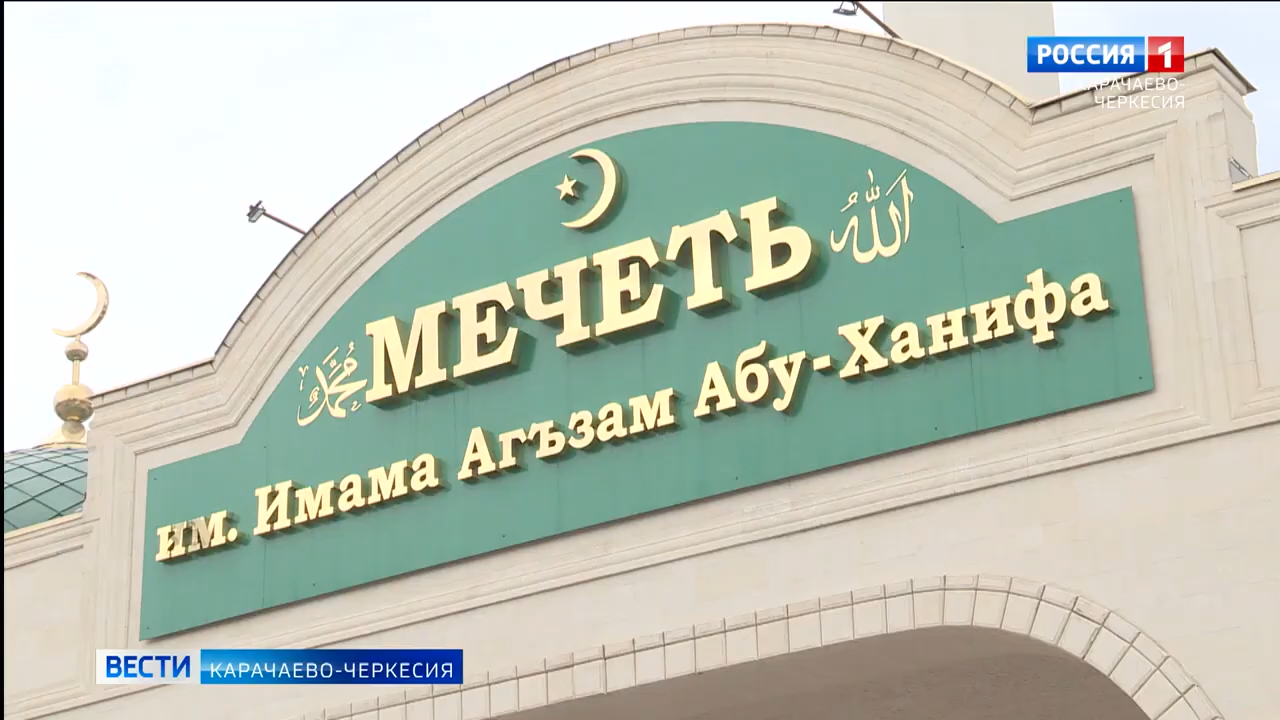 РОССИЯ 1
КАРАЧАЕВО-
ЧЕРКЕСИЯ
الله
МЕЧЕТЬ
محمد
им. Имама Агъзам Абу-Ханифа
ВЕСТИ КАРАЧАЕВО-ЧЕРКЕСИЯ